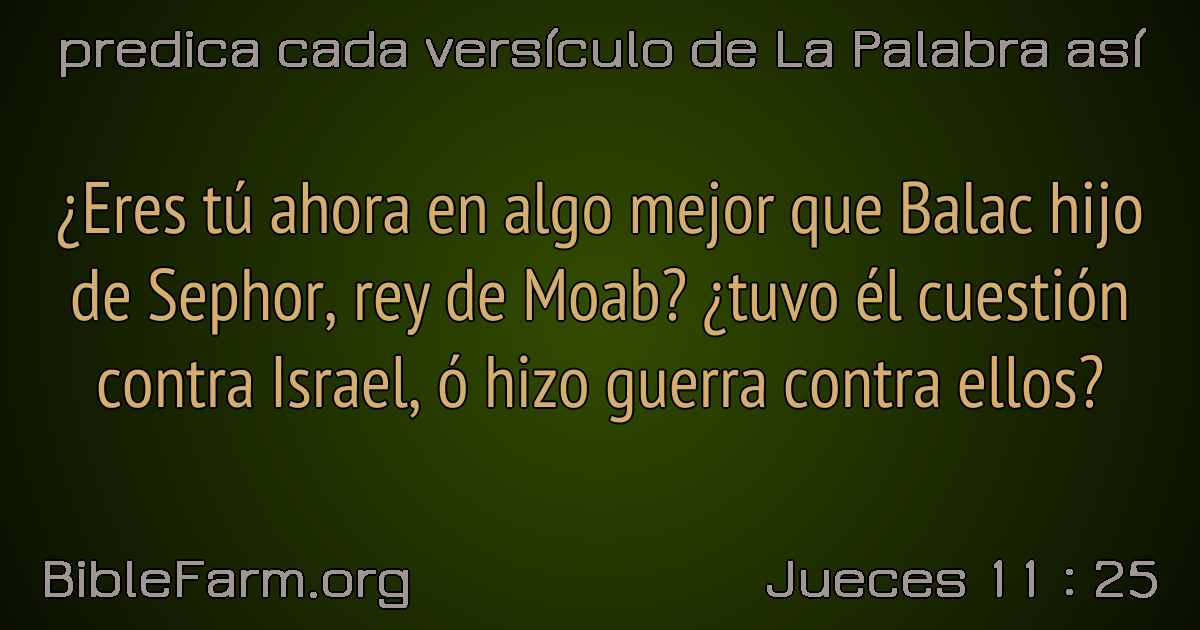 predica cada versículo de La Palabra así
¿Eres tú ahora en algo mejor que Balac hijo
de Sephor, rey de Moab? ¿tuvo él cuestión
contra Israel, ó hizo guerra contra ellos?
BibleFarm.org
Jueces 11 : 25